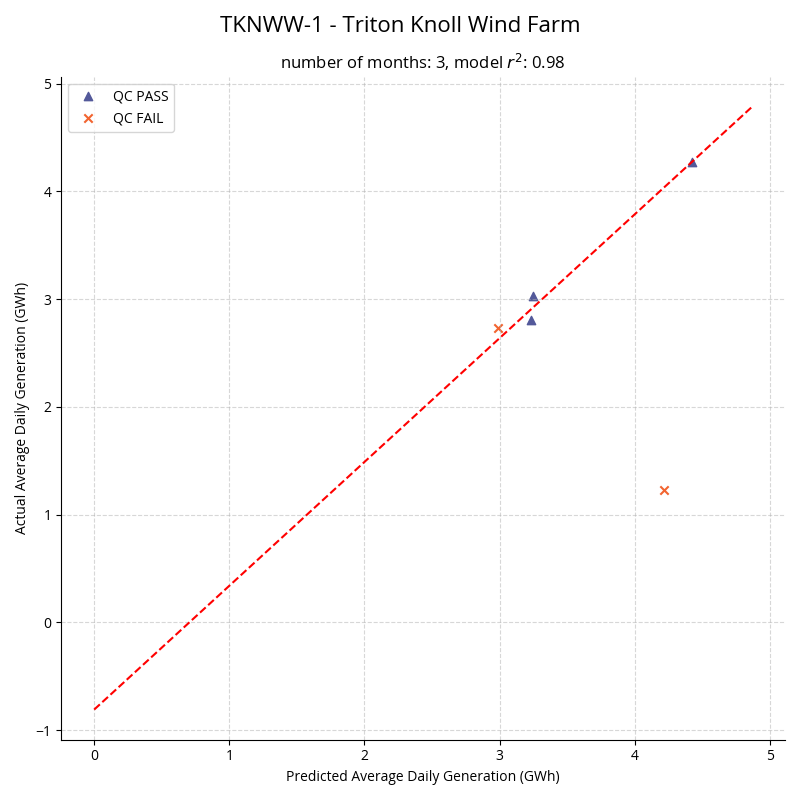 TKNWW-1 - Triton Knoll Wind Farm
number of months: 3, model r²: 0.98
QC PASS
QC FAIL
5
4
3
2
1
0
−1
Actual Average Daily Generation (GWh)
0 1 2 3 4 5
Predicted Average Daily Generation (GWh)